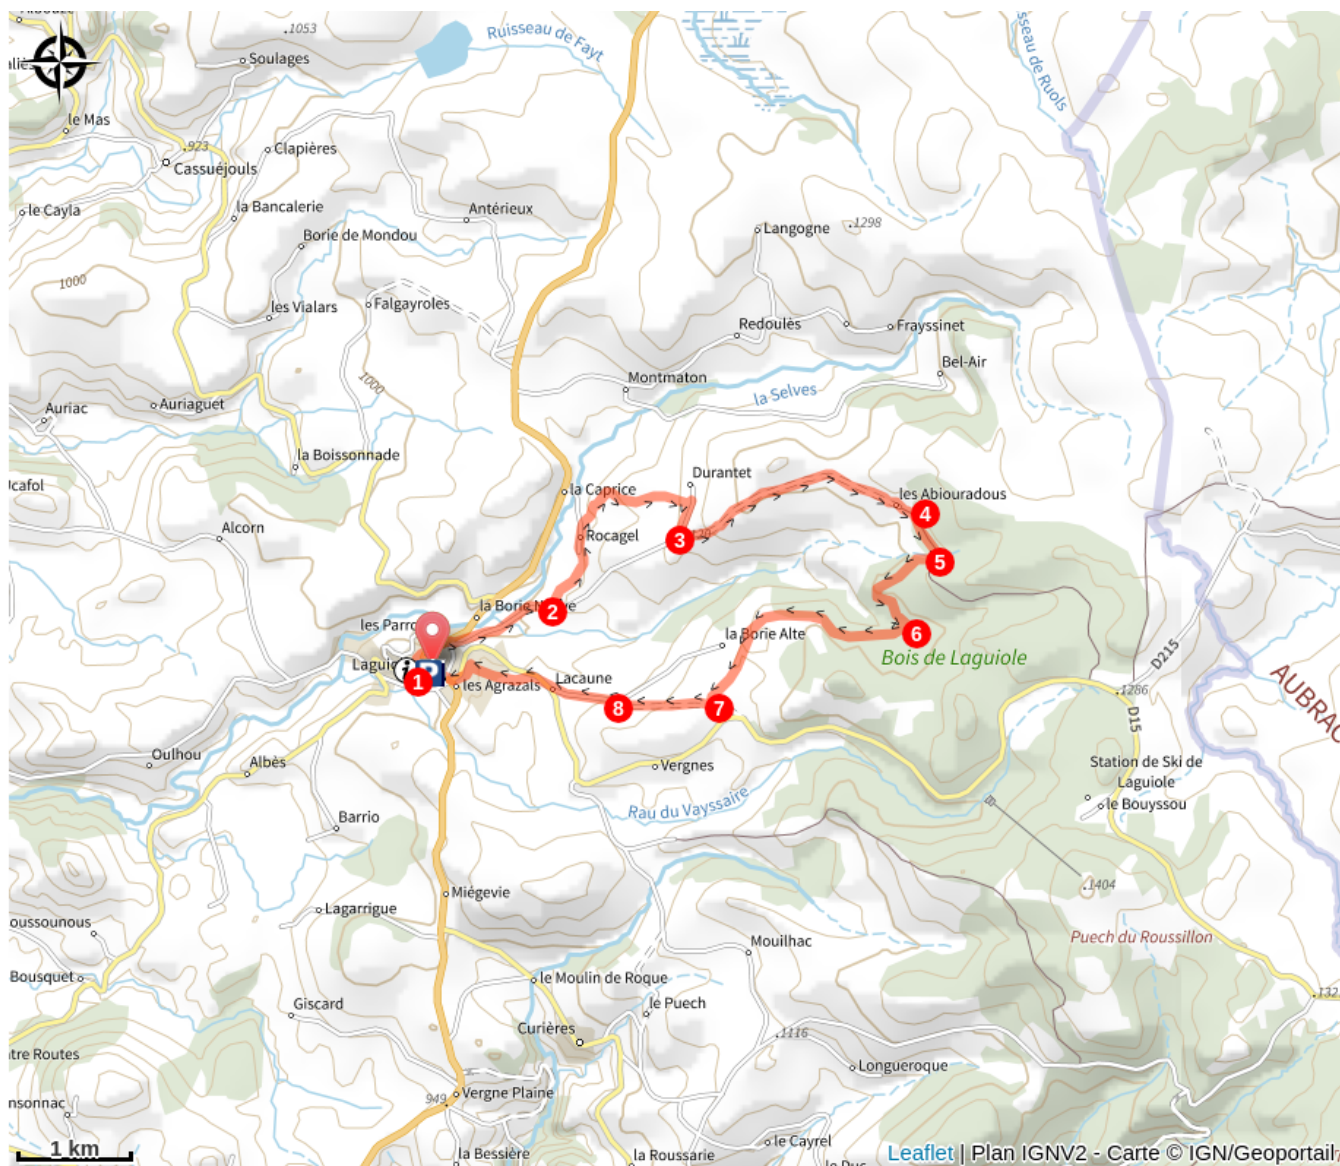 .1053
Ruisseau de Fayt
Soulages
le Mas
.923
Clapières
Cassuéjouls
le Cayla
la Bancalerie
Antérieux
Borie de Mondou
Langogne
.1298
1000
les Vialars
Falgayroles
Redoulès
Frayssinet
Bel-Air
Montmaton
la Selves
1000
Auriaguet
Auriac
la Boissonnade
Durantet
la Caprice
les Abiouradous
Alcorn
Rocagel
4
3
5
la Borie N
ve
2
les Parro
la Borie Alte
6
Bois de Laguiole
D215
Laguio
i
P
1
les Agrazals
Lacaune
8
7
.1286
D15
AUBRAC
Oulhou
Albès
Vergnes
Station de Ski de
Laguiole
le Bouyssou
Rau du Vayssaire
Barrio
.1404
Miégevie
Lagarrigue
Puech du Roussillon
oussounous
Mouilhac
Bousquet
le Moulin de Roque
Giscard
le Puech
.132
Curières
.1116
tre Routes
Longueroque
nsonnac
949.
Vergne Plaine
le Cayrel
1 km
la Bessière
la Roussarie
Leaflet | Plan IGNV2 - Carte © IGN/Geoportail